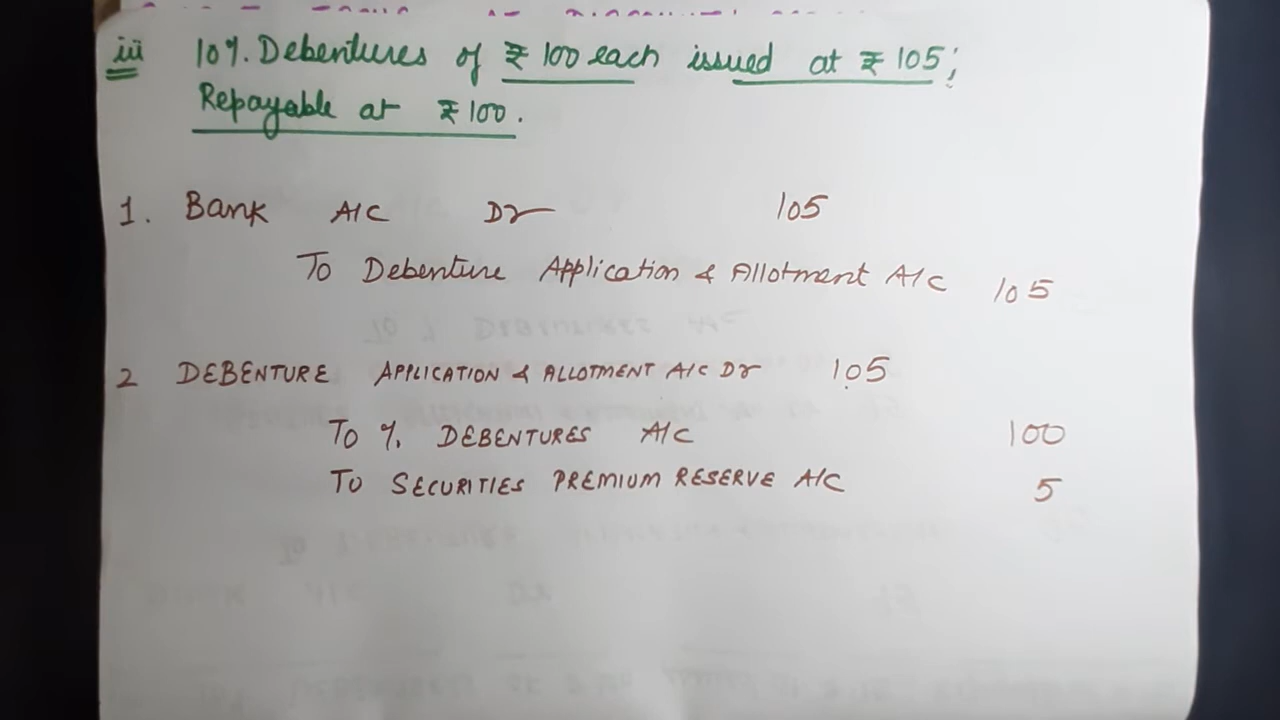 iii 10%. Debentures of ₹ 100 each issued at ₹ 105;
Repayable at ₹100.
1. Bank A/C Dr 105
To Debenture Application & Allotment A/C 105
2 DEBENTURE APPLICATION & ALLOTMENT A/C Dr 105
To %. DEBENTURES A/C 100
To SECURITIES PREMIUM RESERVE A/C 5